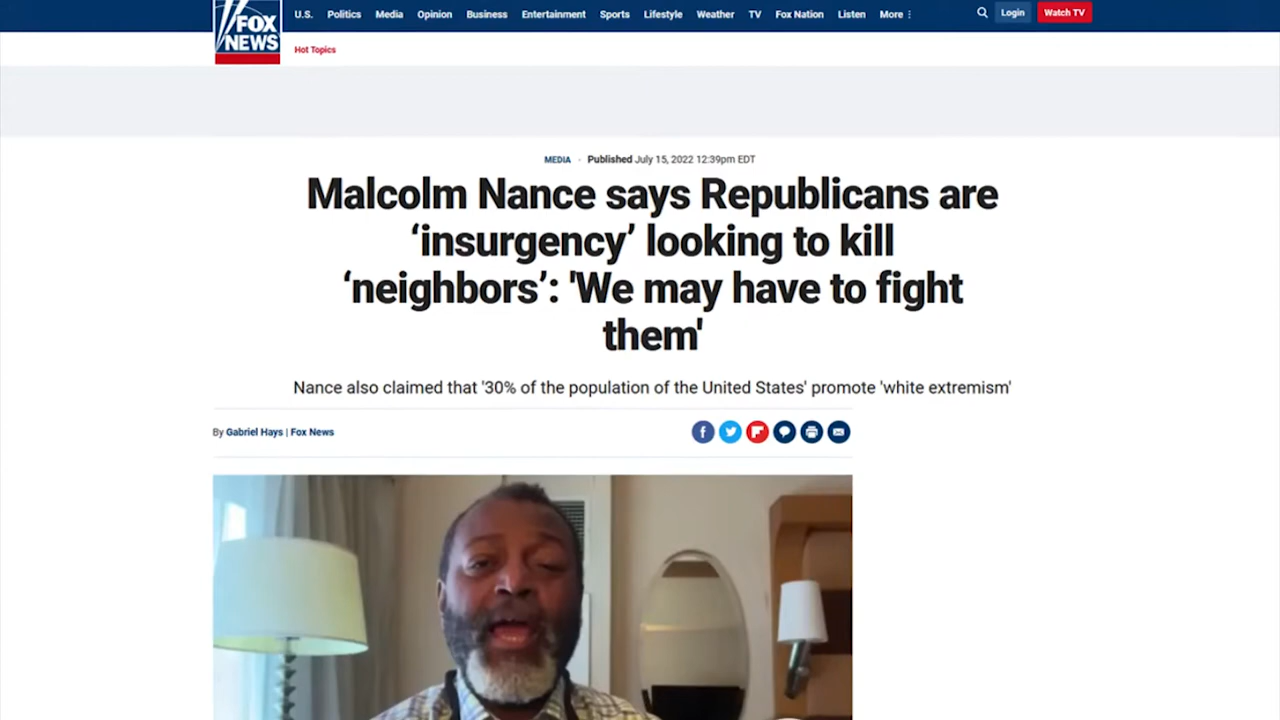 FOX
NEWS
U.S. Politics Media Opinion Business Entertainment Sports Lifestyle Weather TV Fox Nation Listen More Login Watch TV
Hot Topics
MEDIA · Published July 15, 2022 12:39pm EDT
Malcolm Nance says Republicans are
‘insurgency’ looking to kill
‘neighbors’: 'We may have to fight
them'
Nance also claimed that '30% of the population of the United States' promote 'white extremism'
By Gabriel Hays | Fox News